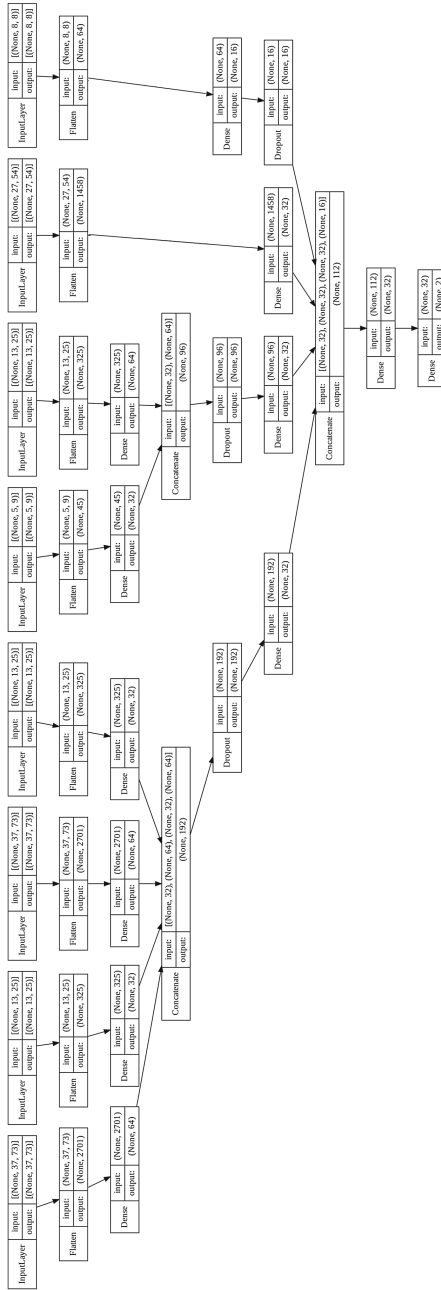 InputLayer input: [(None, 37, 73)]
output: [(None, 37, 73)]
InputLayer input: [(None, 13, 25)]
output: [(None, 13, 25)]
InputLayer input: [(None, 37, 73)]
output: [(None, 37, 73)]
InputLayer input: [(None, 13, 25)]
output: [(None, 13, 25)]
InputLayer input: [(None, 5, 9)]
output: [(None, 5, 9)]
InputLayer input: [(None, 13, 25)]
output: [(None, 13, 25)]
InputLayer input: [(None, 27, 54)]
output: [(None, 27, 54)]
InputLayer input: [(None, 8, 8)]
output: [(None, 8, 8)]
Flatten input: (None, 37, 73)
output: (None, 2701)
Flatten input: (None, 13, 25)
output: (None, 325)
Flatten input: (None, 37, 73)
output: (None, 2701)
Flatten input: (None, 13, 25)
output: (None, 325)
Flatten input: (None, 5, 9)
output: (None, 45)
Flatten input: (None, 13, 25)
output: (None, 325)
Flatten input: (None, 27, 54)
output: (None, 1458)
Flatten input: (None, 8, 8)
output: (None, 64)
Dense input: (None, 2701)
output: (None, 64)
Dense input: (None, 325)
output: (None, 32)
Dense input: (None, 2701)
output: (None, 64)
Dense input: (None, 325)
output: (None, 32)
Dense input: (None, 45)
output: (None, 32)
Dense input: (None, 325)
output: (None, 64)
Concatenate input: [(None, 32), (None, 64), (None, 32), (None, 64)]
output: (None, 192)
Concatenate input: [(None, 32), (None, 64)]
output: (None, 96)
Dropout input: (None, 192)
output: (None, 192)
Dropout input: (None, 96)
output: (None, 96)
Dense input: (None, 64)
output: (None, 16)
Dense input: (None, 192)
output: (None, 32)
Dense input: (None, 96)
output: (None, 32)
Dense input: (None, 1458)
output: (None, 32)
Dropout input: (None, 16)
output: (None, 16)
Concatenate input: [(None, 32), (None, 32), (None, 32), (None, 16)]
output: (None, 112)
Dense input: (None, 112)
output: (None, 32)
Dense input: (None, 32)
output: (None, 2)